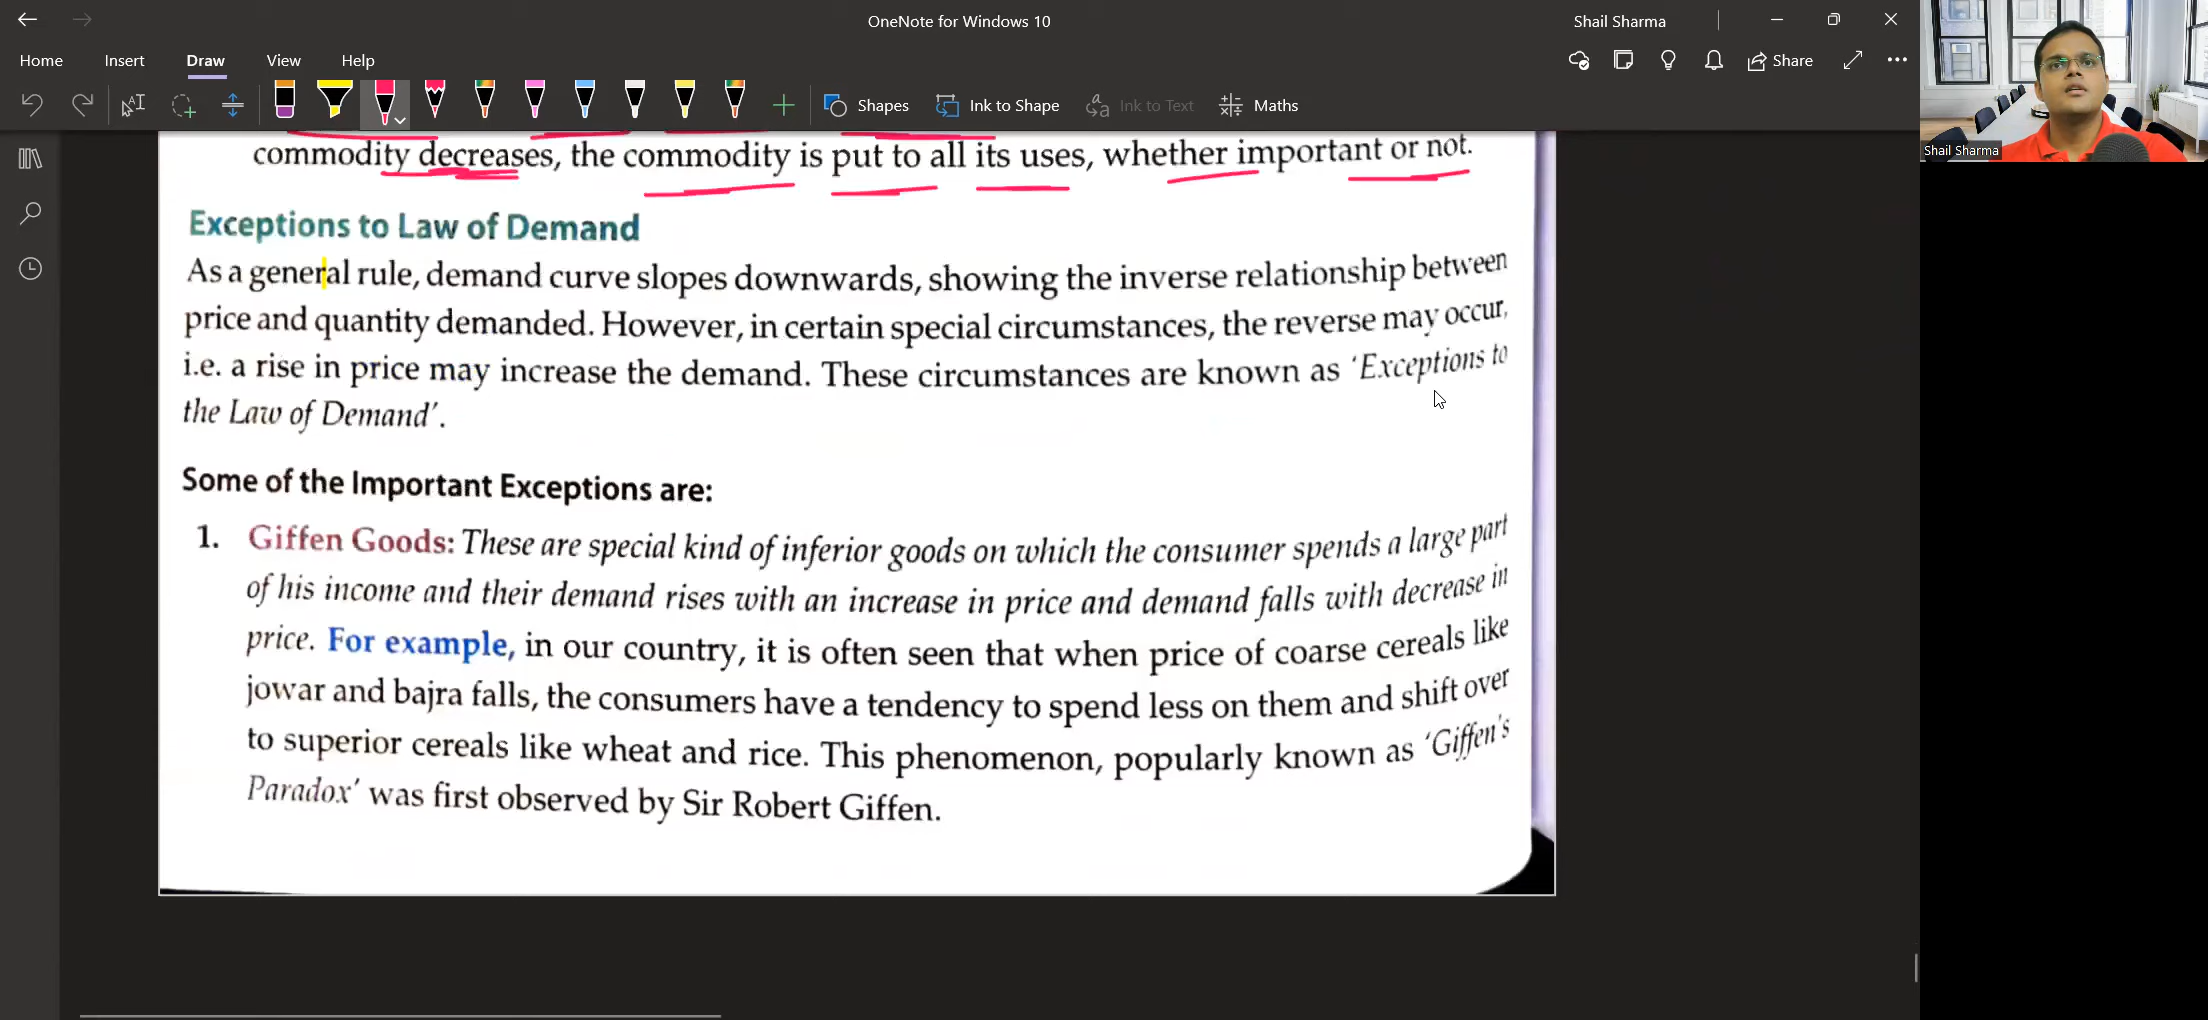 OneNote for Windows 10
Shail Sharma
Home Insert Draw View Help
Share
Shapes Ink to Shape Ink to Text Maths
Shail Sharma
commodity decreases, the commodity is put to all its uses, whether important or not.
Exceptions to Law of Demand
As a general rule, demand curve slopes downwards, showing the inverse relationship between
price and quantity demanded. However, in certain special circumstances, the reverse may occur,
i.e. a rise in price may increase the demand. These circumstances are known as ‘Exceptions to
the Law of Demand’.
Some of the Important Exceptions are:
1. Giffen Goods: These are special kind of inferior goods on which the consumer spends a large part
of his income and their demand rises with an increase in price and demand falls with decrease in
price. For example, in our country, it is often seen that when price of coarse cereals like
jowar and bajra falls, the consumers have a tendency to spend less on them and shift over
to superior cereals like wheat and rice. This phenomenon, popularly known as ‘Giffen's
Paradox’ was first observed by Sir Robert Giffen.